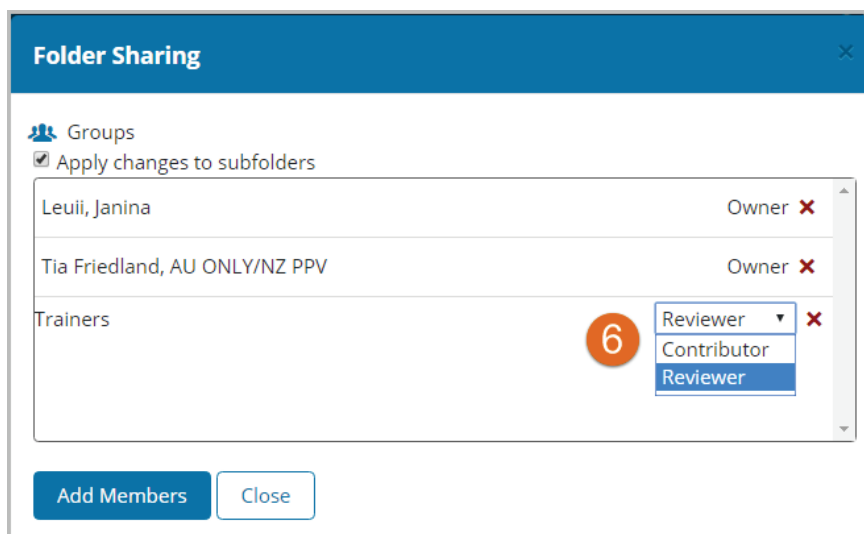 Folder Sharing
Groups
Apply changes to subfolders
Leuii, Janina Owner
Tia Friedland, AU ONLY/NZ PPV Owner
Trainers Reviewer
6
Contributor
Reviewer
Add Members Close